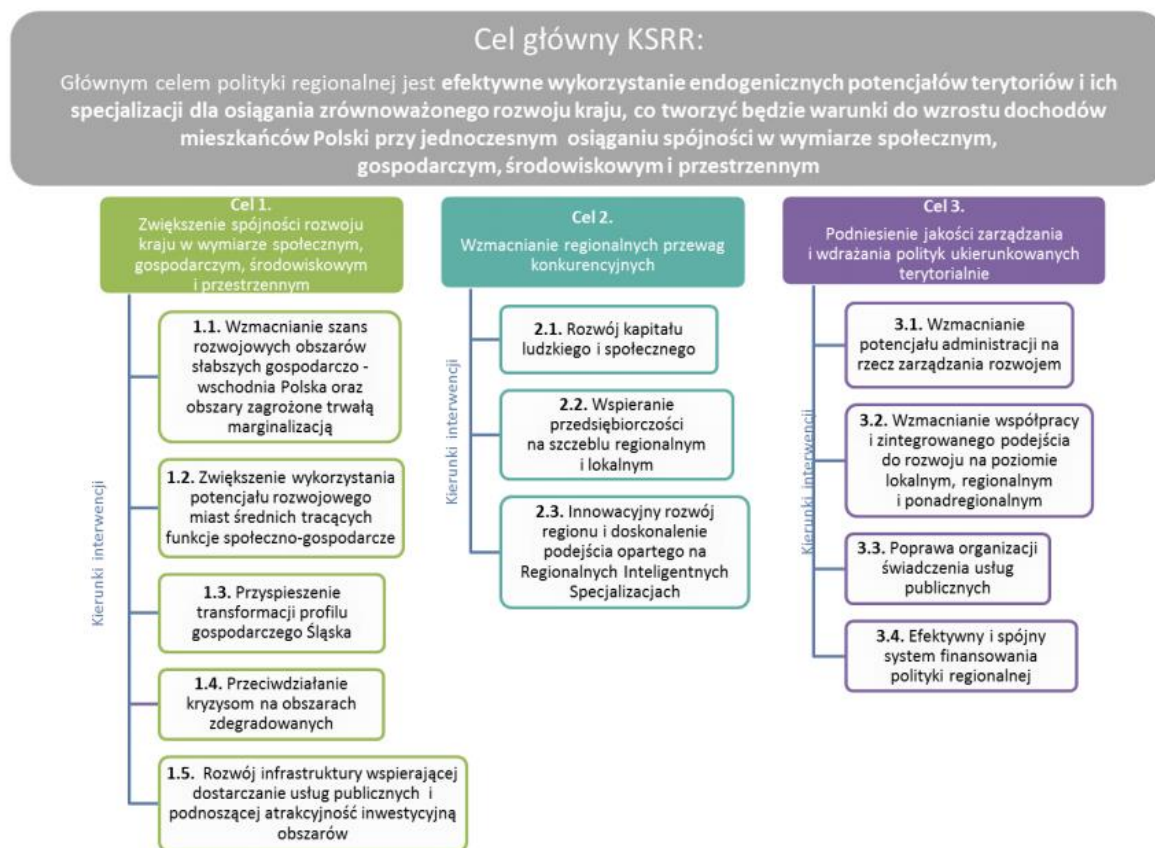 Cel główny KSRR:
Głównym celem polityki regionalnej jest efektywne wykorzystanie endogenicznych potencjałów terytoriów i ich
specjalizacji dla osiągania zrównoważonego rozwoju kraju, co tworzyć będzie warunki do wzrostu dochodów
mieszkańców Polski przy jednoczesnym osiąganiu spójności w wymiarze społecznym,
gospodarczym, środowiskowym i przestrzennym
Cel 1.
Zwiększenie spójności rozwoju
kraju w wymiarze społecznym,
gospodarczym, środowiskowym
i przestrzennym
Kierunki interwencji
1.1. Wzmacnianie szans
rozwojowych obszarów
słabszych gospodarczo -
wschodnia Polska oraz
obszary zagrożone trwałą
marginalizacją
1.2. Zwiększenie wykorzystania
potencjału rozwojowego
miast średnich tracących
funkcje społeczno-gospodarcze
1.3. Przyspieszenie
transformacji profilu
gospodarczego Śląska
1.4. Przeciwdziałanie
kryzysom na obszarach
zdegradowanych
1.5. Rozwój infrastruktury wspierającej
dostarczanie usług publicznych i
podnoszącej atrakcyjność inwestycyjną
obszarów
Cel 2.
Wzmacnianie regionalnych przewag
konkurencyjnych
Kierunki interwencji
2.1. Rozwój kapitału
ludzkiego i społecznego
2.2. Wspieranie
przedsiębiorczości
na szczeblu regionalnym
i lokalnym
2.3. Innowacyjny rozwój
regionu i doskonalenie
podejścia opartego na
Regionalnych Inteligentnych
Specjalizacjach
Cel 3.
Podniesienie jakości zarządzania
i wdrażania polityk ukierunkowanych
terytorialnie
Kierunki interwencji
3.1. Wzmacnianie
potencjału administracji na
rzecz zarządzania rozwojem
3.2. Wzmacnianie współpracy
i zintegrowanego podejścia
do rozwoju na poziomie
lokalnym, regionalnym
i ponadregionalnym
3.3. Poprawa organizacji
świadczenia usług
publicznych
3.4. Efektywny i spójny
system finansowania
polityki regionalnej